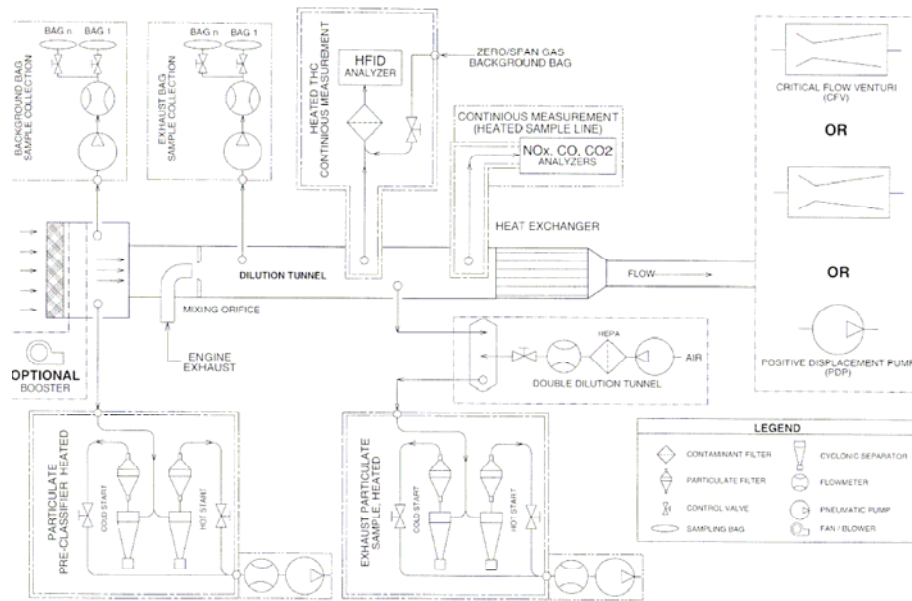 BAG n
BAG 1
BACKGROUND BAG
SAMPLE COLLECTION
BAG n
BAG 1
EXHAUST BAG
SAMPLE COLLECTION
HEATED THC
CONTINIOUS MEASUREMENT
HFID
ANALYZER
ZERO/SPAN GAS
BACKGROUND BAG
CONTINIOUS MEASUREMENT
(HEATED SAMPLE LINE)
NOx, CO, CO2
ANALYZERS
CRITICAL FLOW VENTURI
(CFV)
OR
OR
POSITIVE DISPLACEMENT PUMP
(PDP)
HEAT EXCHANGER
DILUTION TUNNEL
FLOW
MIXING ORIFICE
ENGINE
EXHAUST
OPTIONAL
BOOSTER
HEPA
AIR
DOUBLE DILUTION TUNNEL
PARTICULATE
PRE-CLASSIFIER HEATED
COLD START
HOT START
EXHAUST PARTICULATE
SAMPLE, HEATED
COLD START
HOT START
LEGEND
CONTAMINANT FILTER
PARTICULATE FILTER
CONTROL VALVE
SAMPLING BAG
CYCLONIC SEPARATOR
FLOWMETER
PNEUMATIC PUMP
FAN / BLOWER